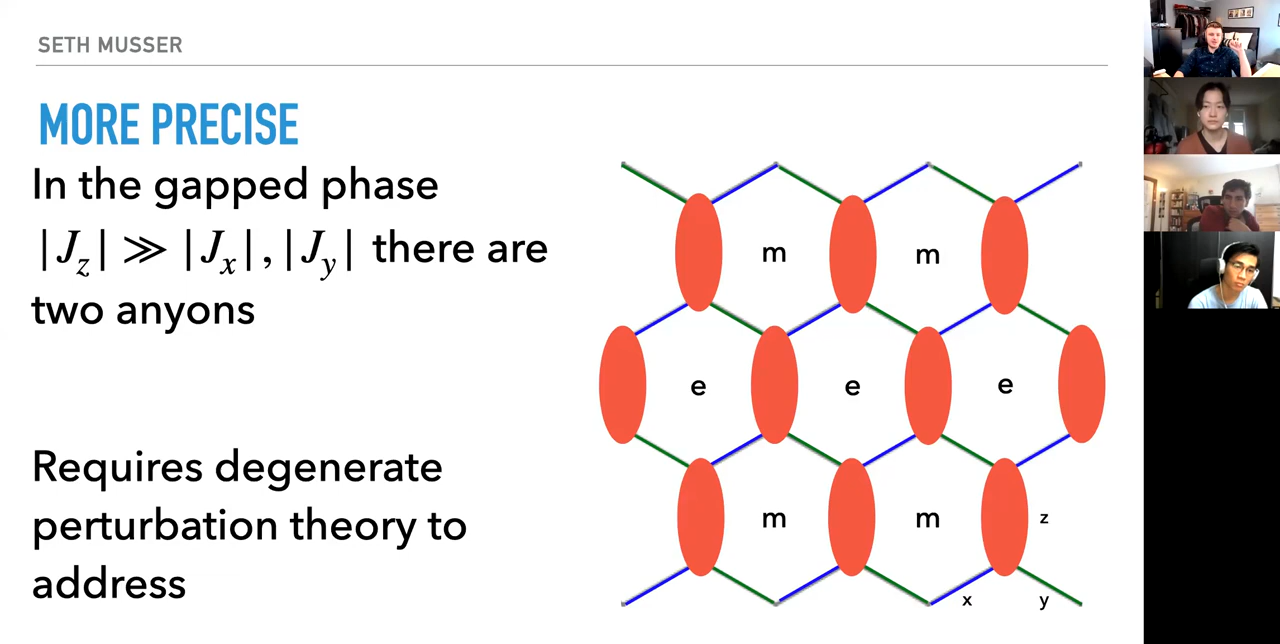 SETH MUSSER
MORE PRECISE
In the gapped phase
|J_z| ≫ |J_x|, |J_y| there are
two anyons
Requires degenerate
perturbation theory to
address
m m
e e e
m m z
x y